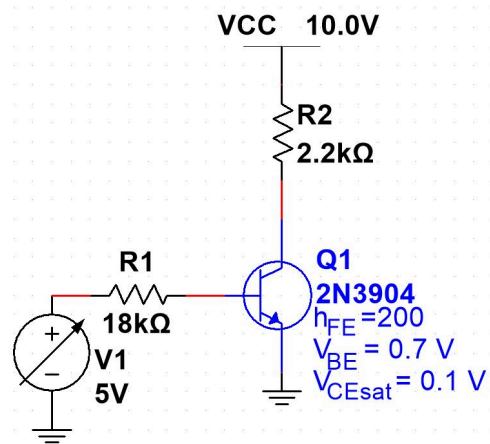 VCC 10.0V
R2
2.2kΩ
Q1
2N3904
hFE =200
VBE = 0.7 V
VCEsat = 0.1 V
R1
18kΩ
+
−
V1
5V